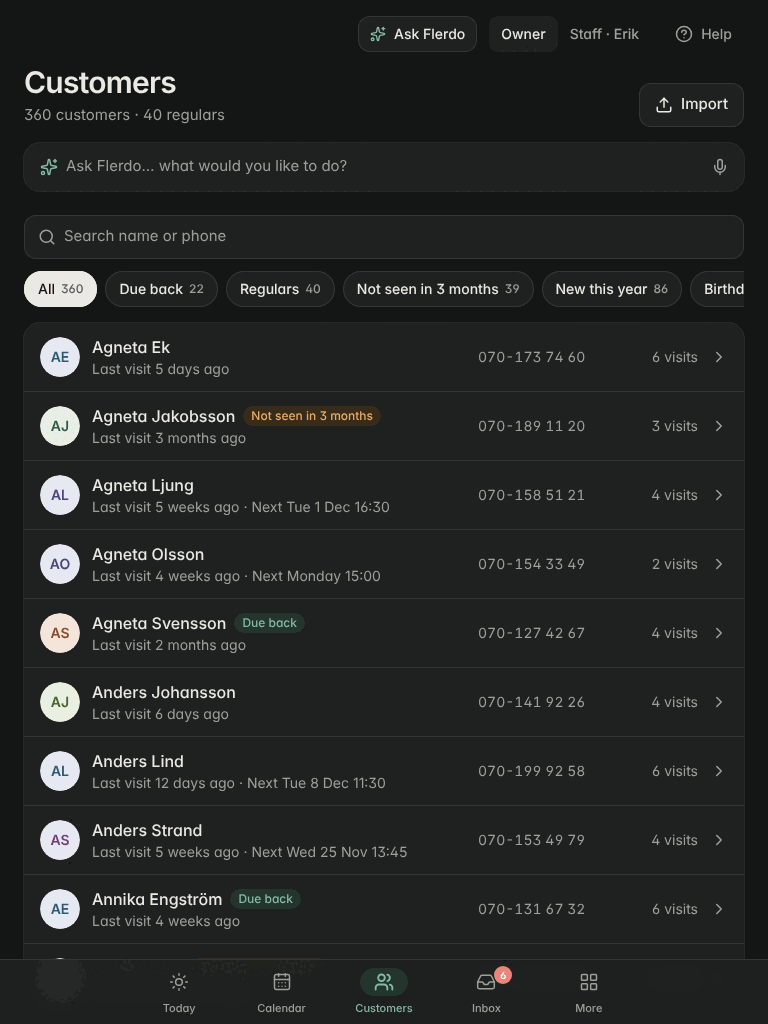 Ask Flerdo
Owner
Staff · Erik
Help
Customers
360 customers · 40 regulars
Import
Ask Flerdo... what would you like to do?
Search name or phone
All 360
Due back 22
Regulars 40
Not seen in 3 months 39
New this year 86
Birthd
AE
Agneta Ek
Last visit 5 days ago
070-173 74 60
6 visits
AJ
Agneta Jakobsson
Not seen in 3 months
Last visit 3 months ago
070-189 11 20
3 visits
AL
Agneta Ljung
Last visit 5 weeks ago · Next Tue 1 Dec 16:30
070-158 51 21
4 visits
AO
Agneta Olsson
Last visit 4 weeks ago · Next Monday 15:00
070-154 33 49
2 visits
AS
Agneta Svensson
Due back
Last visit 2 months ago
070-127 42 67
4 visits
AJ
Anders Johansson
Last visit 6 days ago
070-141 92 26
4 visits
AL
Anders Lind
Last visit 12 days ago · Next Tue 8 Dec 11:30
070-199 92 58
6 visits
AS
Anders Strand
Last visit 5 weeks ago · Next Wed 25 Nov 13:45
070-153 49 79
4 visits
AE
Annika Engström
Due back
Last visit 4 weeks ago
070-131 67 32
6 visits
Today
Calendar
Customers
6
Inbox
More